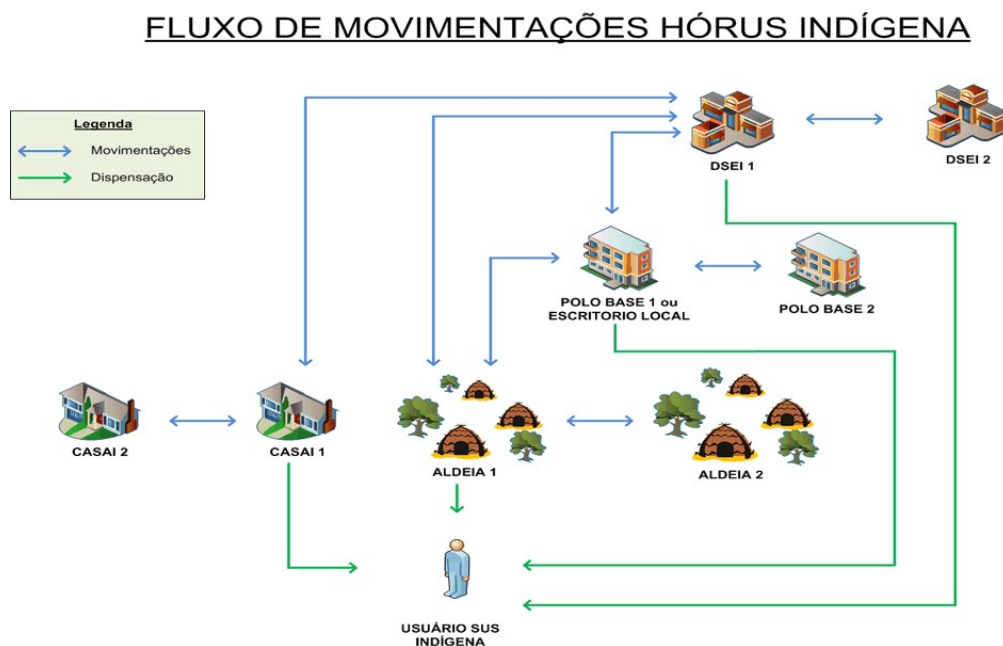 FLUXO DE MOVIMENTAÇÕES HÓRUS INDÍGENA
Legenda
Movimentações
Dispensação
DSEI 1
DSEI 2
POLO BASE 1 ou
ESCRITORIO LOCAL
POLO BASE 2
CASAI 2
CASAI 1
ALDEIA 1
ALDEIA 2
USUÁRIO SUS
INDÍGENA